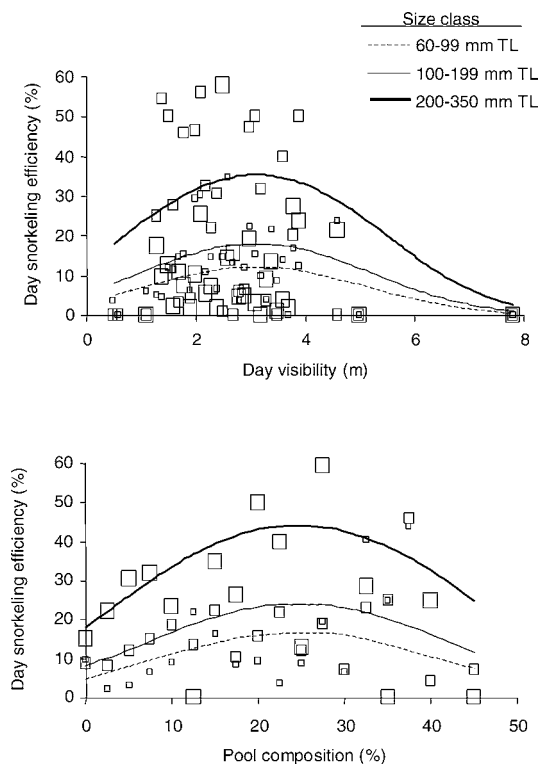 Size class
60-99 mm TL
100-199 mm TL
200-350 mm TL
Day snorkeling efficiency (%)
60
50
40
30
20
10
0
0 2 4 6 8
Day visibility (m)
Day snorkeling efficiency (%)
60
50
40
30
20
10
0
0 10 20 30 40 50
Pool composition (%)